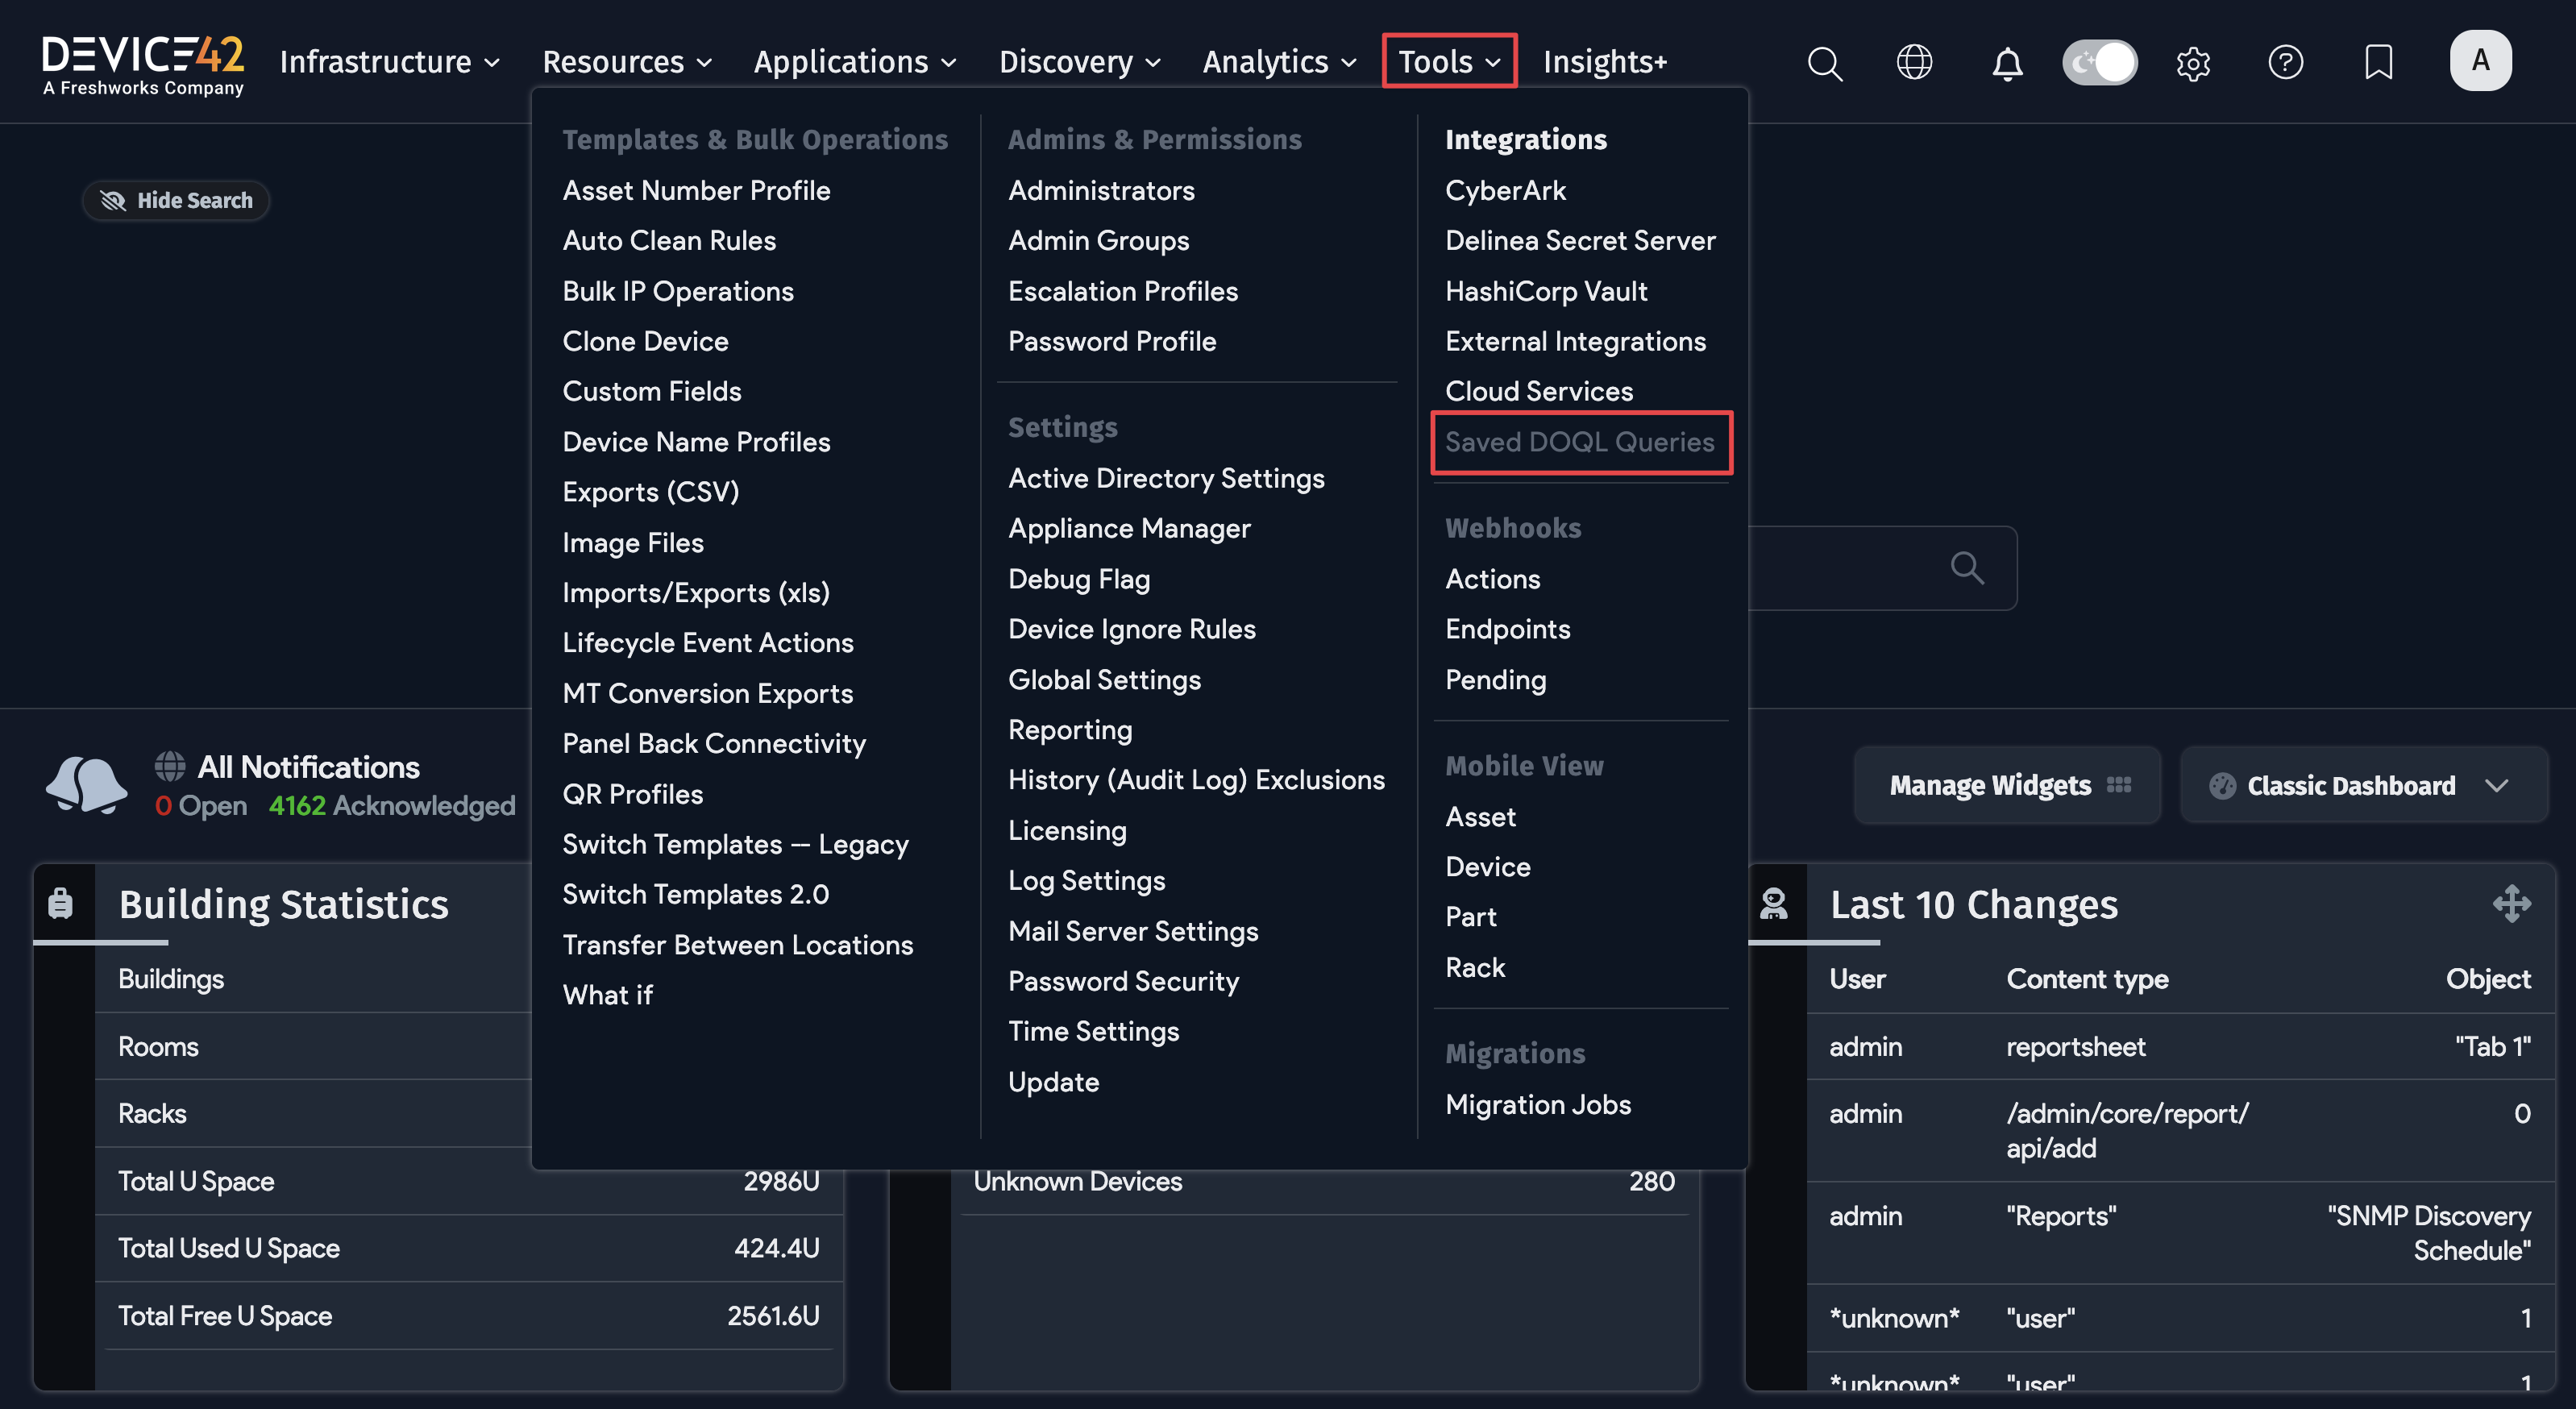 DEVICE42
A Freshworks Company
Infrastructure
Resources
Applications
Discovery
Analytics
Tools
Insights+
A
Hide Search
Templates & Bulk Operations
Asset Number Profile
Auto Clean Rules
Bulk IP Operations
Clone Device
Custom Fields
Device Name Profiles
Exports (CSV)
Image Files
Imports/Exports (xls)
Lifecycle Event Actions
MT Conversion Exports
Panel Back Connectivity
QR Profiles
Switch Templates — Legacy
Switch Templates 2.0
Transfer Between Locations
What if
Admins & Permissions
Administrators
Admin Groups
Escalation Profiles
Password Profile
Settings
Active Directory Settings
Appliance Manager
Debug Flag
Device Ignore Rules
Global Settings
Reporting
History (Audit Log) Exclusions
Licensing
Log Settings
Mail Server Settings
Password Security
Time Settings
Update
Integrations
CyberArk
Delinea Secret Server
HashiCorp Vault
External Integrations
Cloud Services
Saved DOQL Queries
Webhooks
Actions
Endpoints
Pending
Mobile View
Asset
Device
Part
Rack
Migrations
Migration Jobs
All Notifications
0 Open 4162 Acknowledged
Manage Widgets
Classic Dashboard
Building Statistics
Buildings
Rooms
Racks
Total U Space 2986U
Total Used U Space 424.4U
Total Free U Space 2561.6U
Unknown Devices 280
Last 10 Changes
User Content type Object
admin reportsheet "Tab 1"
admin /admin/core/report/ 0
api/add
admin "Reports" "SNMP Discovery
Schedule"
*unknown* "user" 1
*unknown* "user" 1